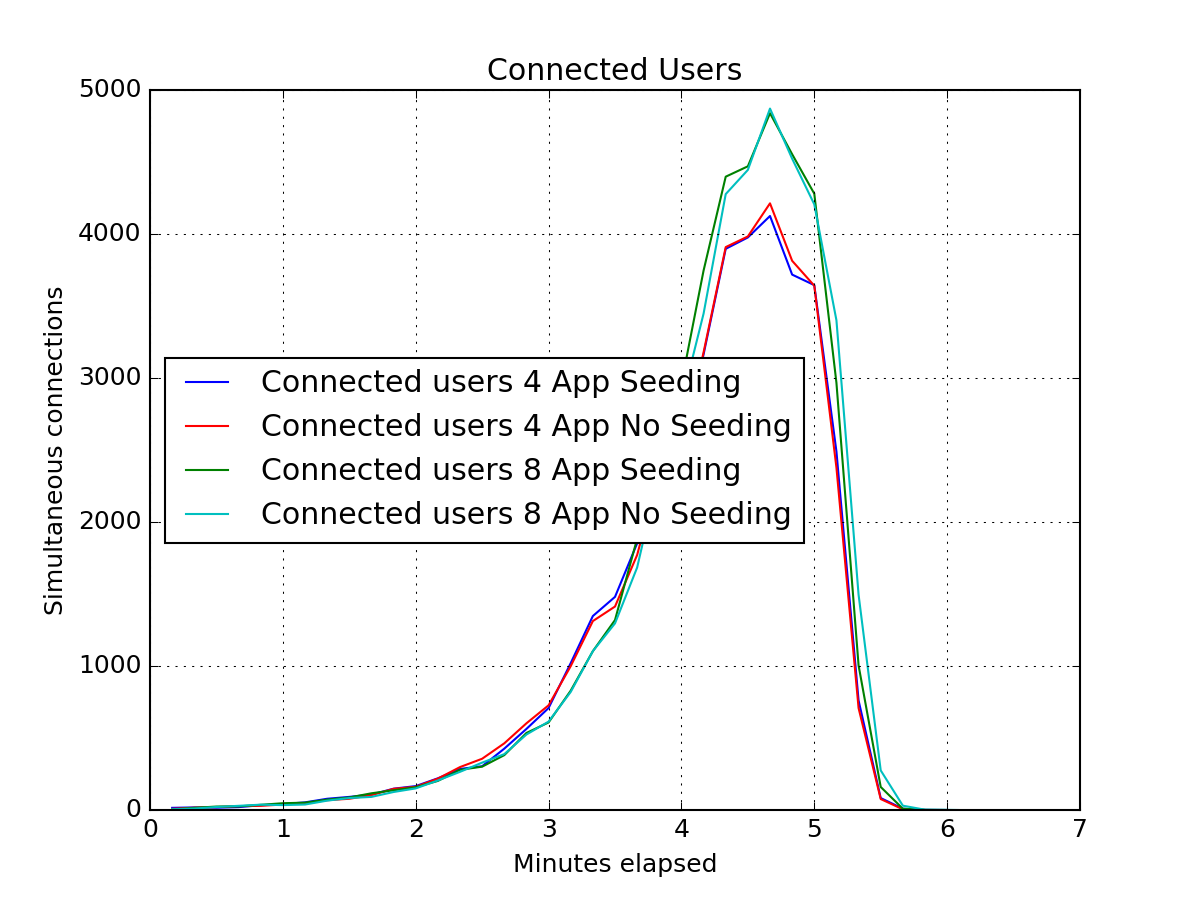 Connected Users
5000
4000
3000
2000
1000
0
Simultaneous connections
Connected users 4 App Seeding
Connected users 4 App No Seeding
Connected users 8 App Seeding
Connected users 8 App No Seeding
0 1 2 3 4 5 6 7
Minutes elapsed